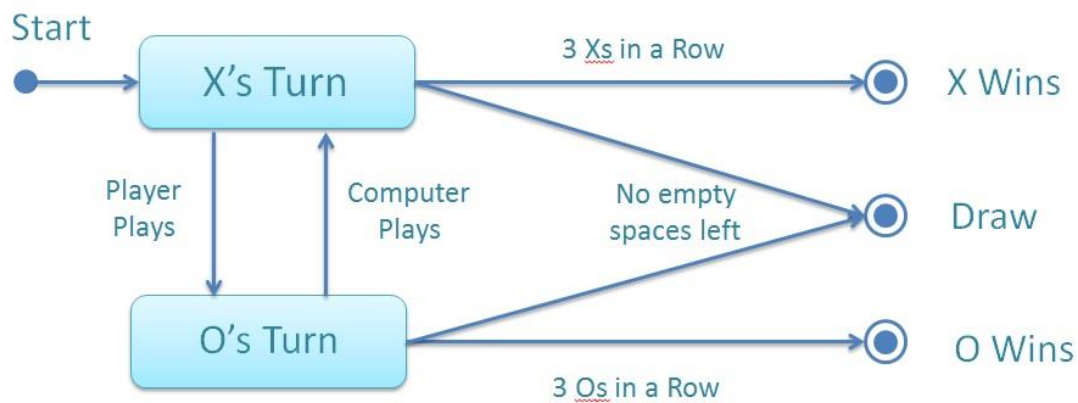 Start
X's Turn
3 Xs in a Row
X Wins
Player
Plays
Computer
Plays
No empty
spaces left
Draw
O's Turn
3 Os in a Row
O Wins